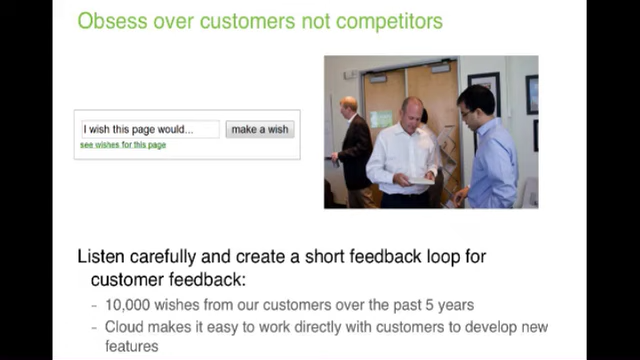 Obsess over customers not competitors
I wish this page would...
make a wish
see wishes for this page
Listen carefully and create a short feedback loop for
customer feedback:
- 10,000 wishes from our customers over the past 5 years
- Cloud makes it easy to work directly with customers to develop new
features